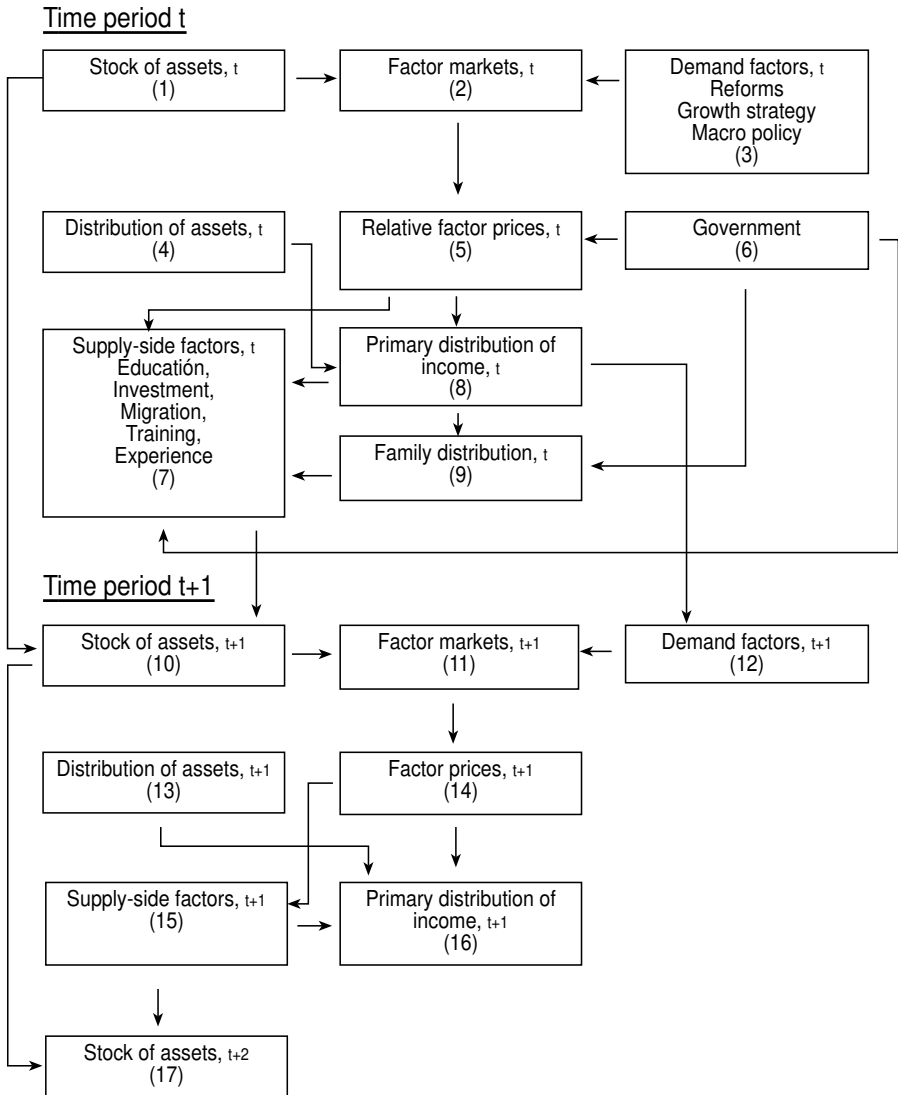 Time period t
Stock of assets, t
(1)
Factor markets, t
(2)
Demand factors, t
Reforms
Growth strategy
Macro policy
(3)
Distribution of assets, t
(4)
Relative factor prices, t
(5)
Government
(6)
Supply-side factors, t
Educatión,
Investment,
Migration,
Training,
Experience
(7)
Primary distribution of
income, t
(8)
Family distribution, t
(9)
Time period t+1
Stock of assets, t+1
(10)
Factor markets, t+1
(11)
Demand factors, t+1
(12)
Distribution of assets, t+1
(13)
Factor prices, t+1
(14)
Supply-side factors, t+1
(15)
Primary distribution of
income, t+1
(16)
Stock of assets, t+2
(17)